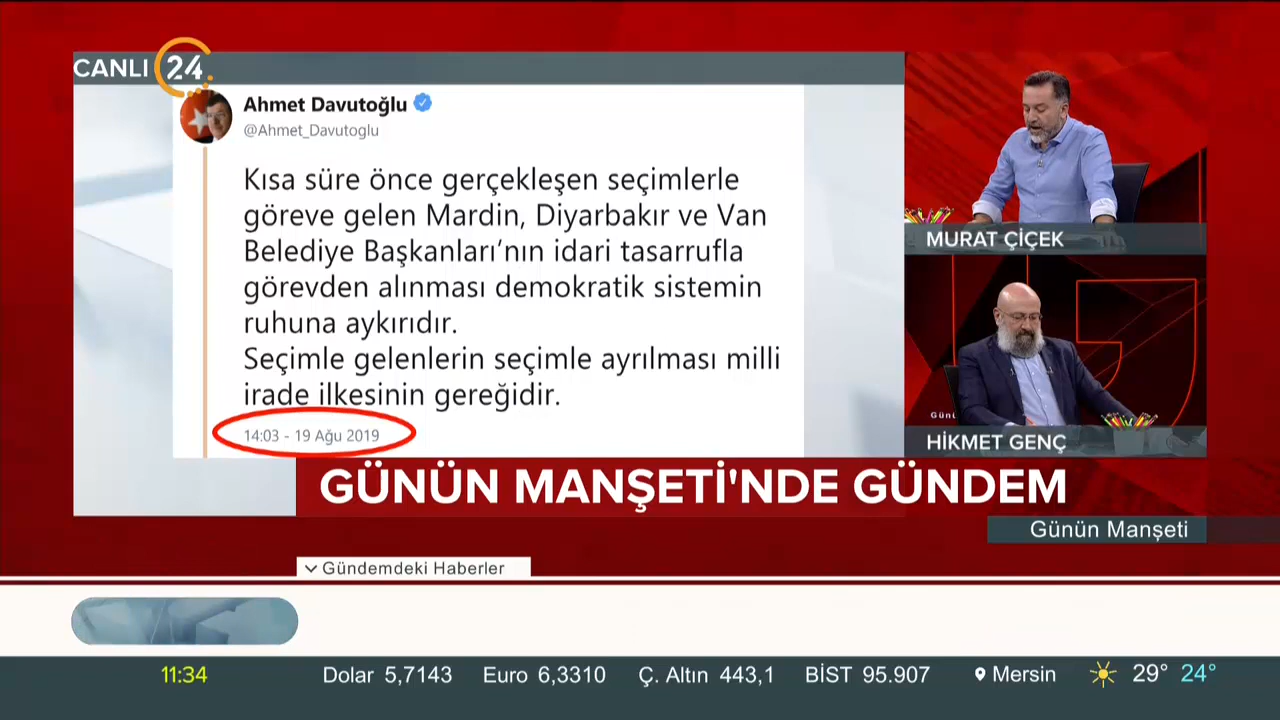 CANLI 24
Ahmet Davutoğlu
@Ahmet_Davutoglu
Kısa süre önce gerçekleşen seçimlerle
göreve gelen Mardin, Diyarbakır ve Van
Belediye Başkanları'nın idari tasarrufla
görevden alınması demokratik sistemin
ruhuna aykırıdır.
Seçimle gelenlerin seçimle ayrılması milli
irade ilkesinin gereğidir.
14:03 - 19 Ağu 2019
MURAT ÇİÇEK
HİKMET GENÇ
GÜNÜN MANŞETİ'NDE GÜNDEM
Günün Manşeti
Gündemdeki Haberler
11:34 Dolar 5,7143 Euro 6,3310 Ç. Altın 443,1 BİST 95.907 Mersin 29° 24°